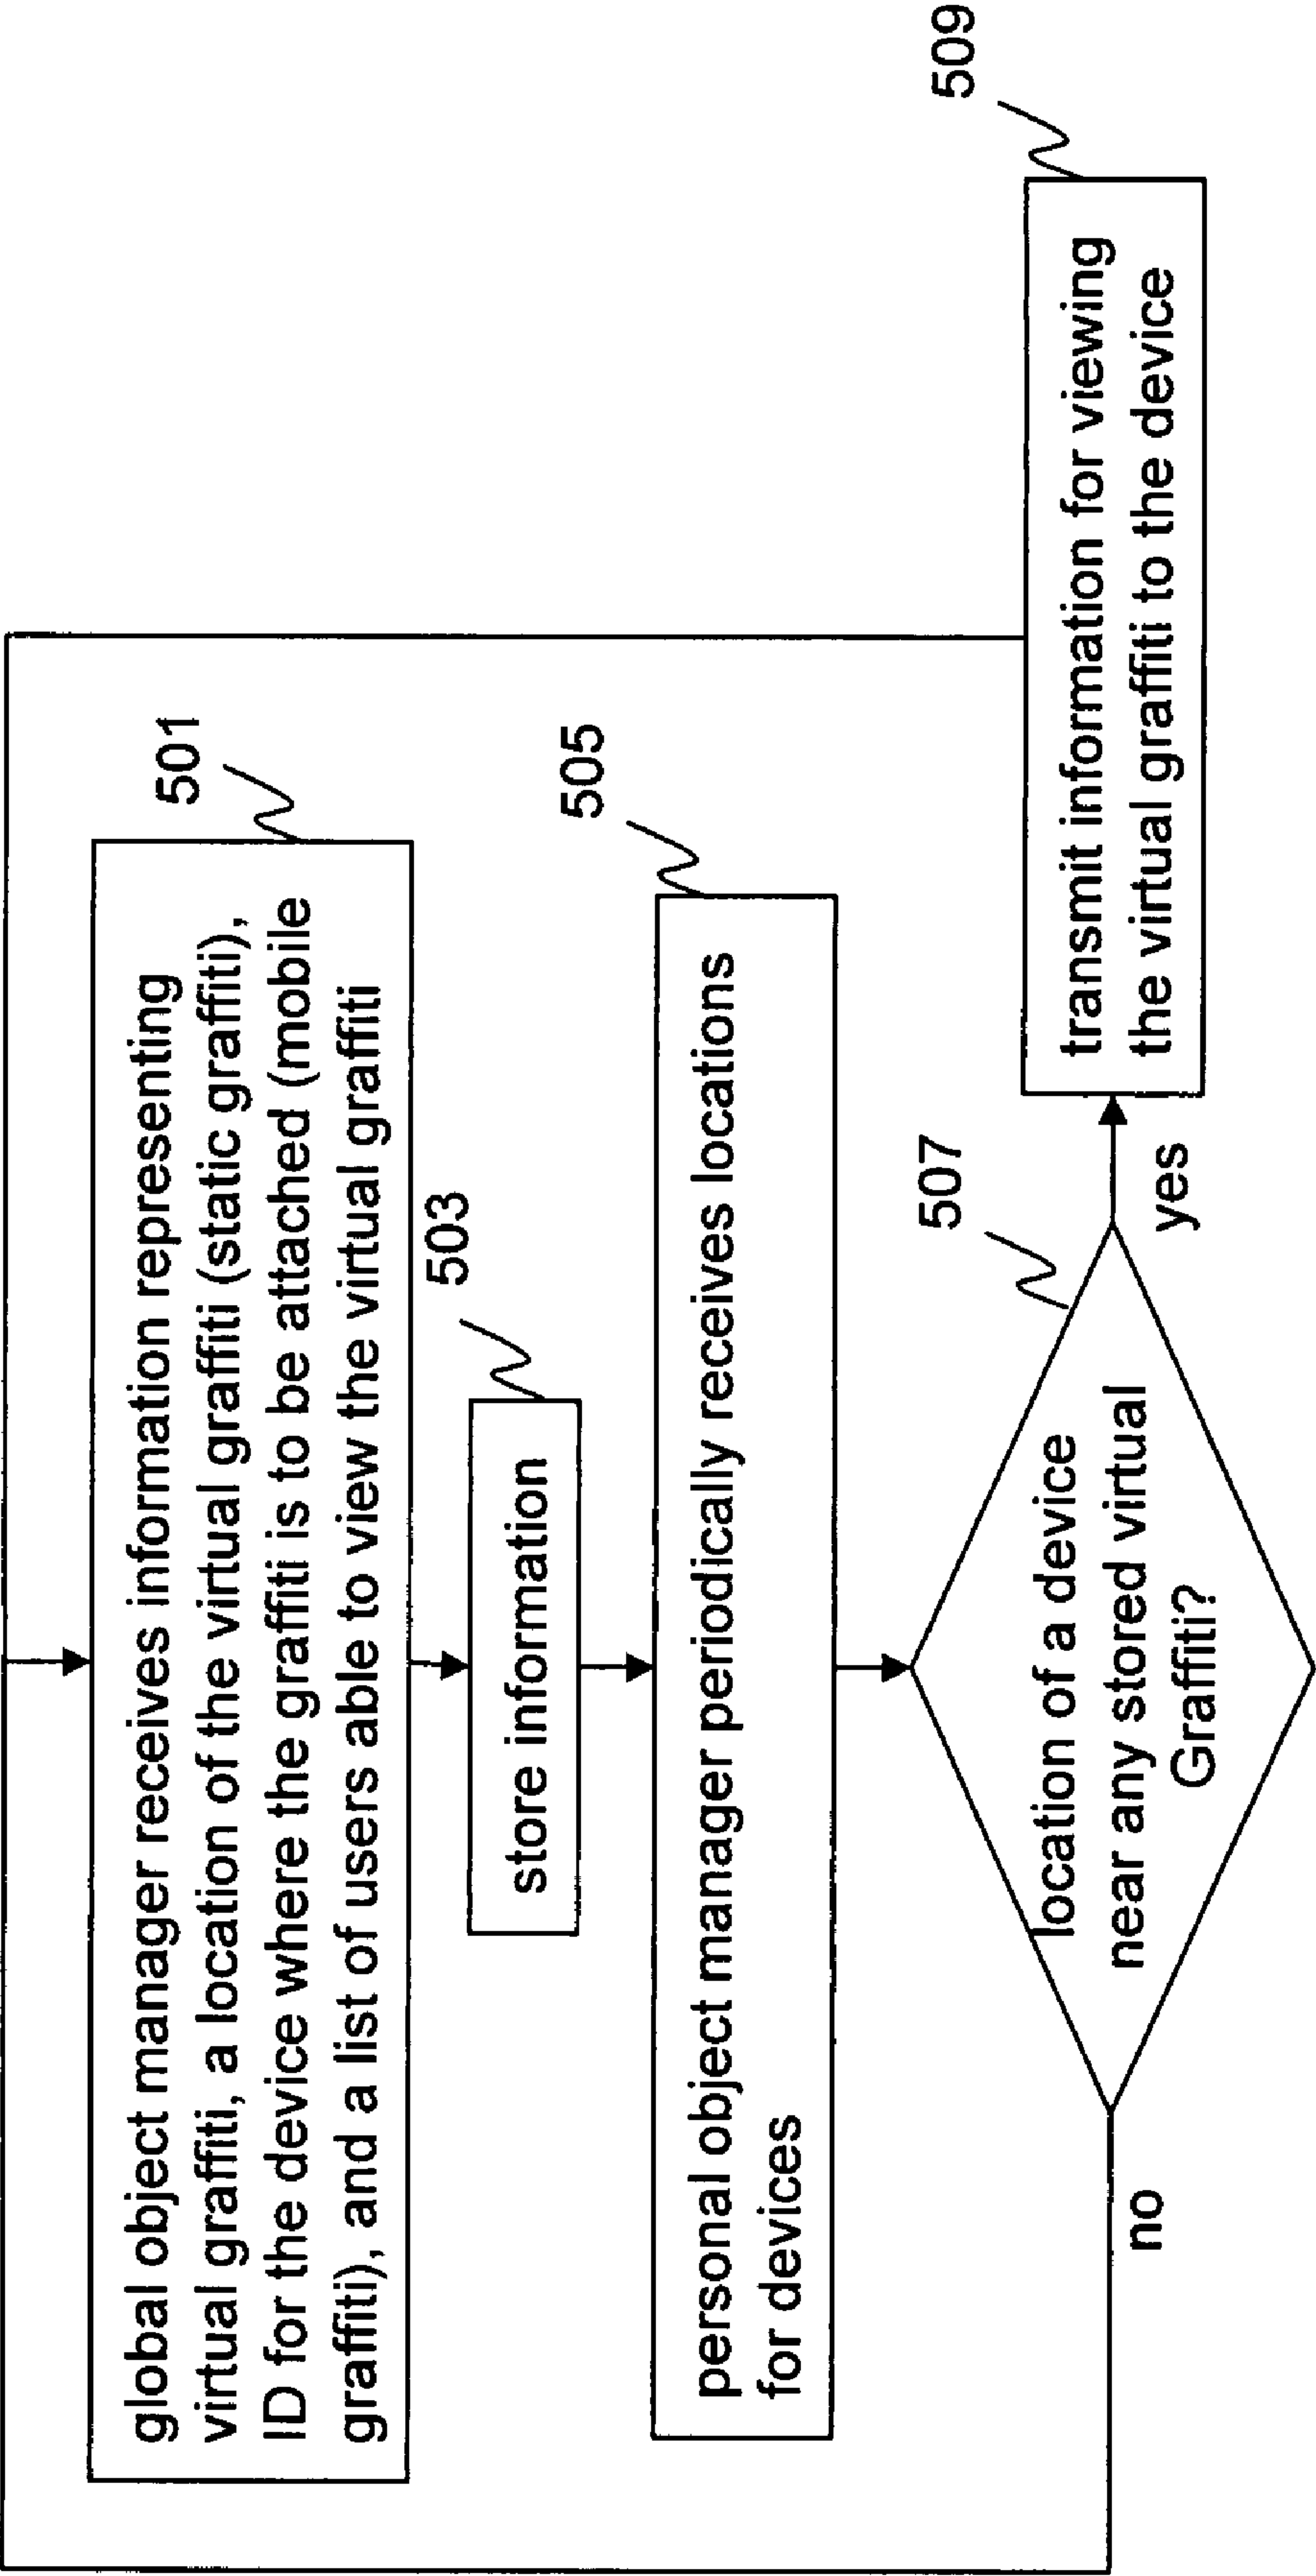 501
global object manager receives information representing
virtual graffiti, a location of the virtual graffiti (static graffiti),
ID for the device where the graffiti is to be attached (mobile
graffiti), and a list of users able to view the virtual graffiti
503
store information
505
personal object manager periodically receives locations
for devices
507
location of a device
near any stored virtual
Graffiti?
no
yes
509
transmit information for viewing
the virtual graffiti to the device